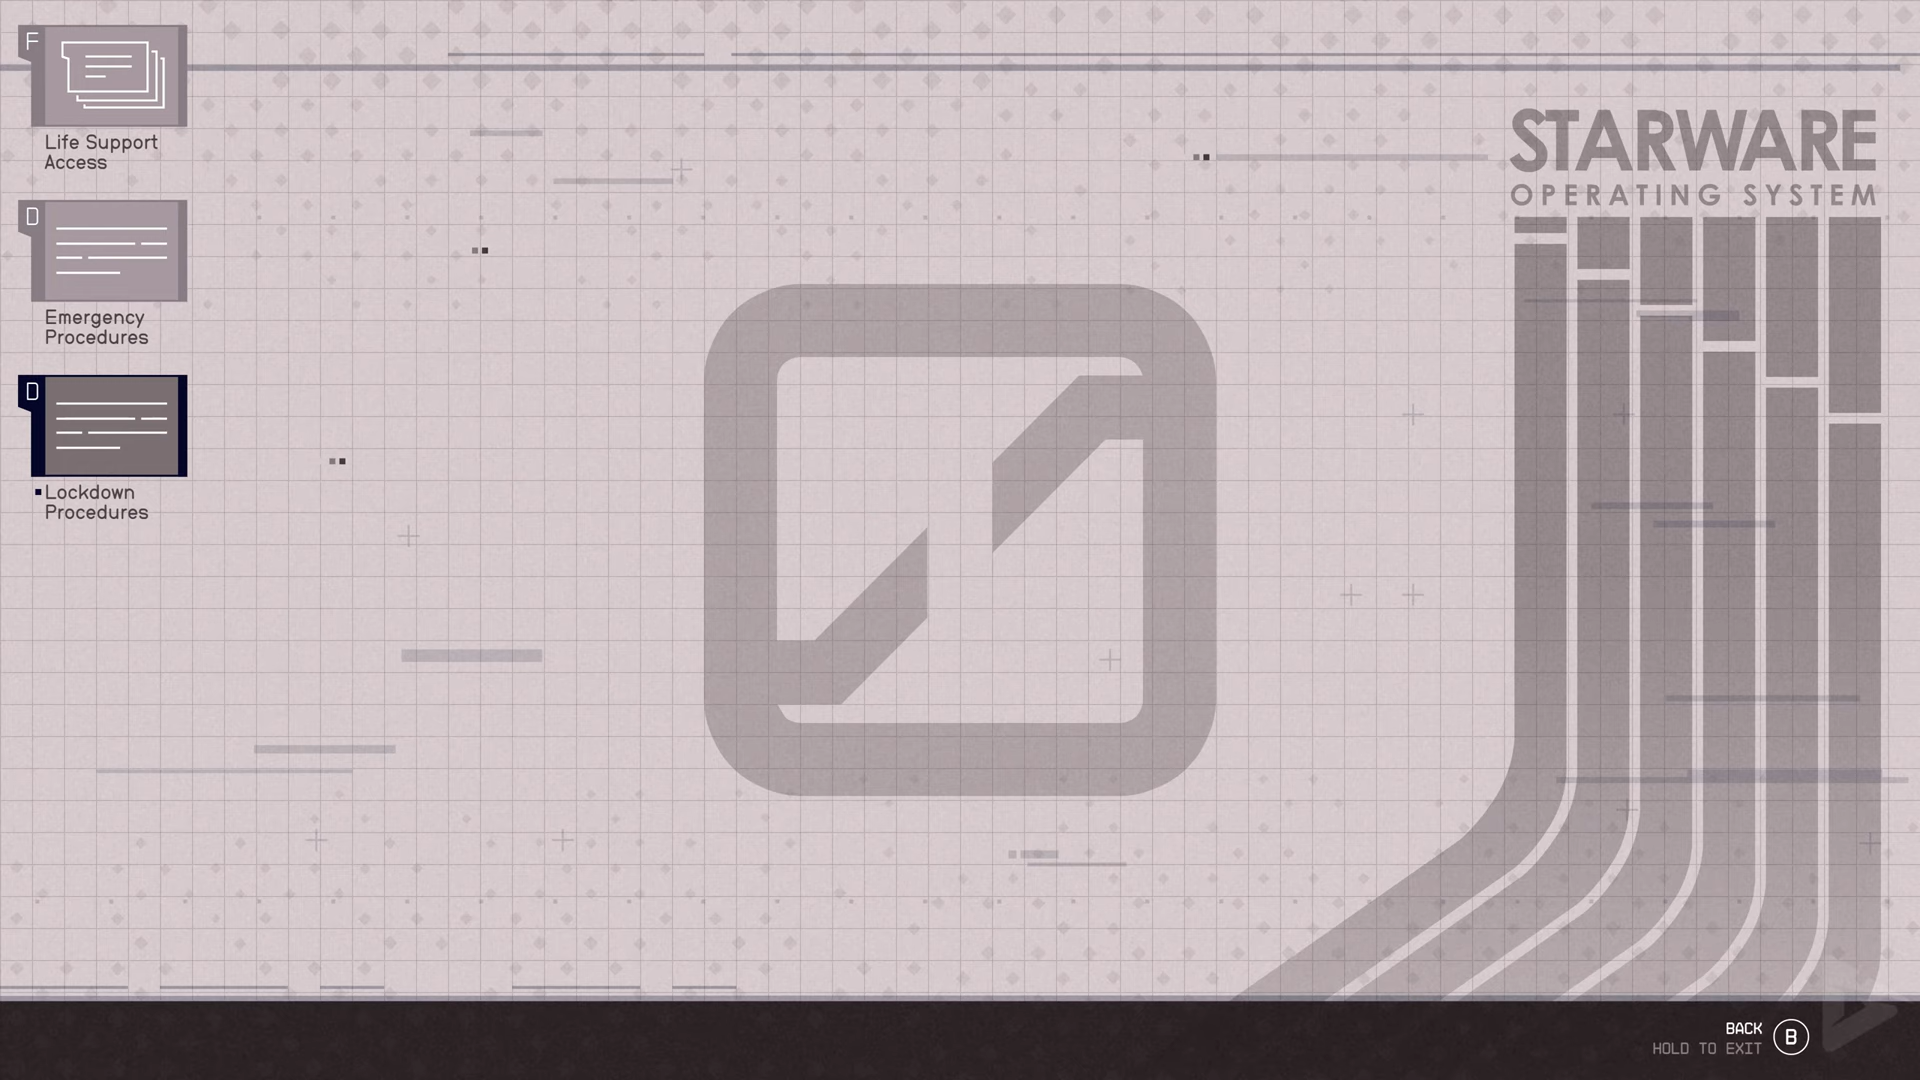 F
Life Support
Access
D
Emergency
Procedures
D
Lockdown
Procedures
STARWARE
OPERATING SYSTEM
BACK
HOLD TO EXIT
B